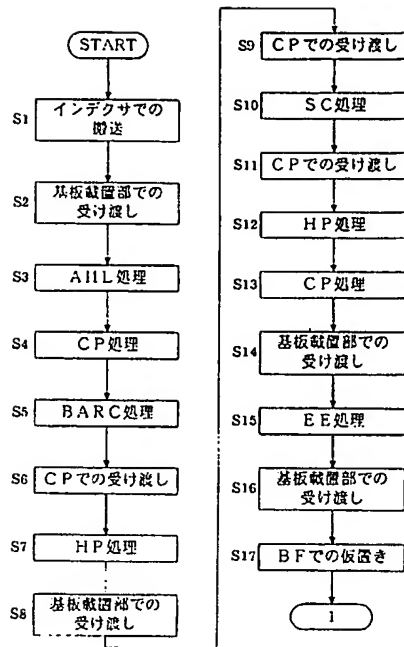 START
S1
インデクサでの
搬送
S2
基板載置部での
受け渡し
S3
AHL処理
S4
CP処理
S5
BARC処理
S6
CPでの受け渡し
S7
HP処理
S8
基板載置部での
受け渡し
S9
CPでの受け渡し
S10
SC処理
S11
CPでの受け渡し
S12
HP処理
S13
CP処理
S14
基板載置部での
受け渡し
S15
EE処理
S16
基板載置部での
受け渡し
S17
BFでの仮置き
1